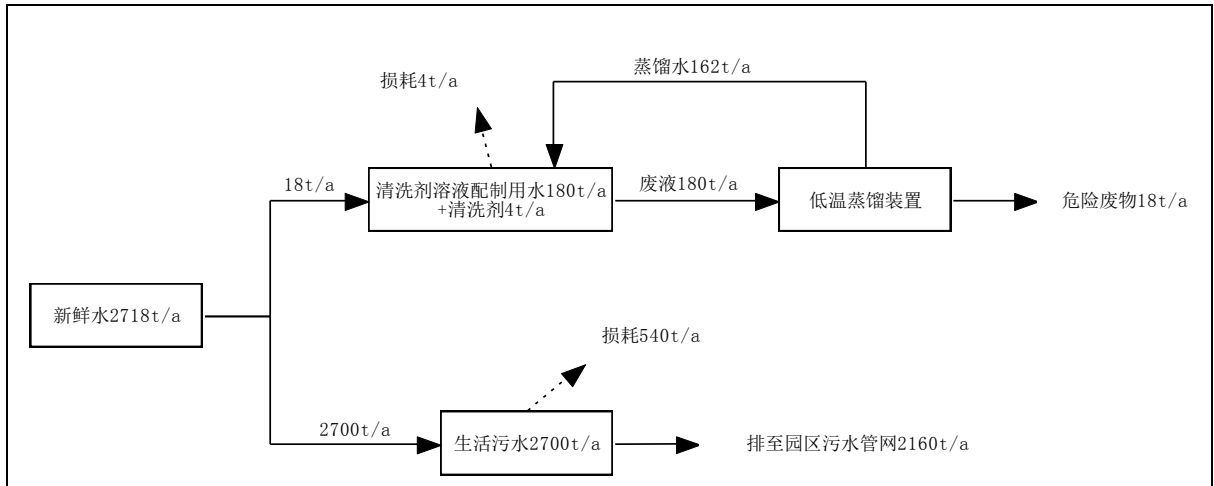 蒸馏水162t/a
损耗4t/a
18t/a
清洗剂溶液配制用水180t/a
+清洗剂4t/a
废液180t/a
低温蒸馏装置
危险废物18t/a
新鲜水2718t/a
损耗540t/a
2700t/a
生活污水2700t/a
排至园区污水管网2160t/a